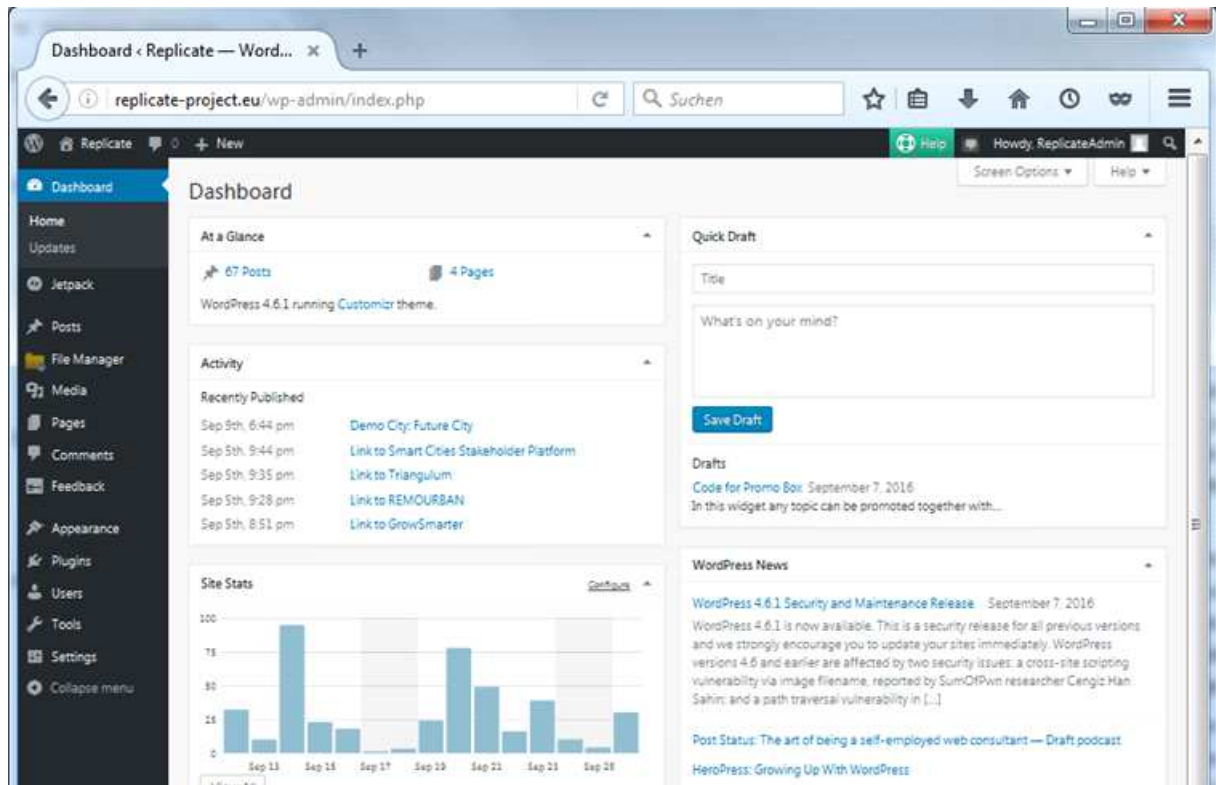 Dashboard ‹ Replicate — Word...
replicate-project.eu/wp-admin/index.php
Suchen
Replicate 0 + New
Help
Howdy, ReplicateAdmin
Dashboard
Home
Updates
Jetpack
Posts
File Manager
Media
Pages
Comments
Feedback
Appearance
Plugins
Users
Tools
Settings
Collapse menu
Screen Options
Help
Dashboard
At a Glance
67 Posts
4 Pages
WordPress 4.6.1 running Customizr theme.
Activity
Recently Published
Sep 9th, 6:44 pm Demo City: Future City
Sep 5th, 9:44 pm Link to Smart Cities Stakeholder Platform
Sep 5th, 9:35 pm Link to Triangulum
Sep 5th, 9:28 pm Link to REMOURBAN
Sep 5th, 8:51 pm Link to GrowSmarter
Site Stats
Configure
100
75
50
25
0
Sep 13 Sep 15 Sep 17 Sep 19 Sep 21 Sep 23 Sep 25
Quick Draft
Title
What's on your mind?
Save Draft
Drafts
Code for Promo Box September 7, 2016
In this widget any topic can be promoted together with...
WordPress News
WordPress 4.6.1 Security and Maintenance Release September 7, 2016
WordPress 4.6.1 is now available. This is a security release for all previous versions
and we strongly encourage you to update your sites immediately. WordPress
versions 4.6 and earlier are affected by two security issues: a cross-site scripting
vulnerability via image filename, reported by SumOfPwn researcher Cengiz Han
Sahin; and a path traversal vulnerability in [...]
Post Status: The art of being a self-employed web consultant — Draft podcast
HeroPress: Growing Up With WordPress